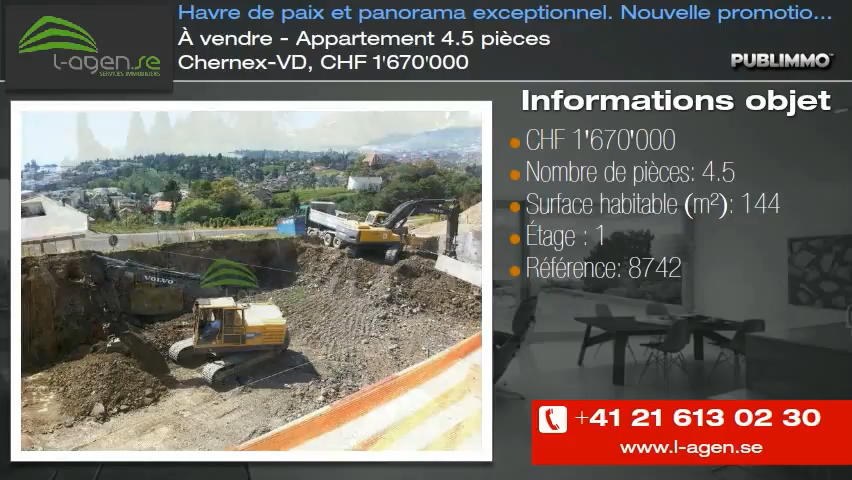 Havre de paix et panorama exceptionnel. Nouvelle promotio...
À vendre - Appartement 4.5 pièces
Chernex-VD, CHF 1'670'000
l-agen.se
SERVICES IMMOBILIERS
PUBLIMMO
Informations objet
CHF 1'670'000
Nombre de pièces: 4.5
Surface habitable (m²): 144
Étage : 1
Référence: 8742
VOLVO
+41 21 613 02 30
www.l-agen.se